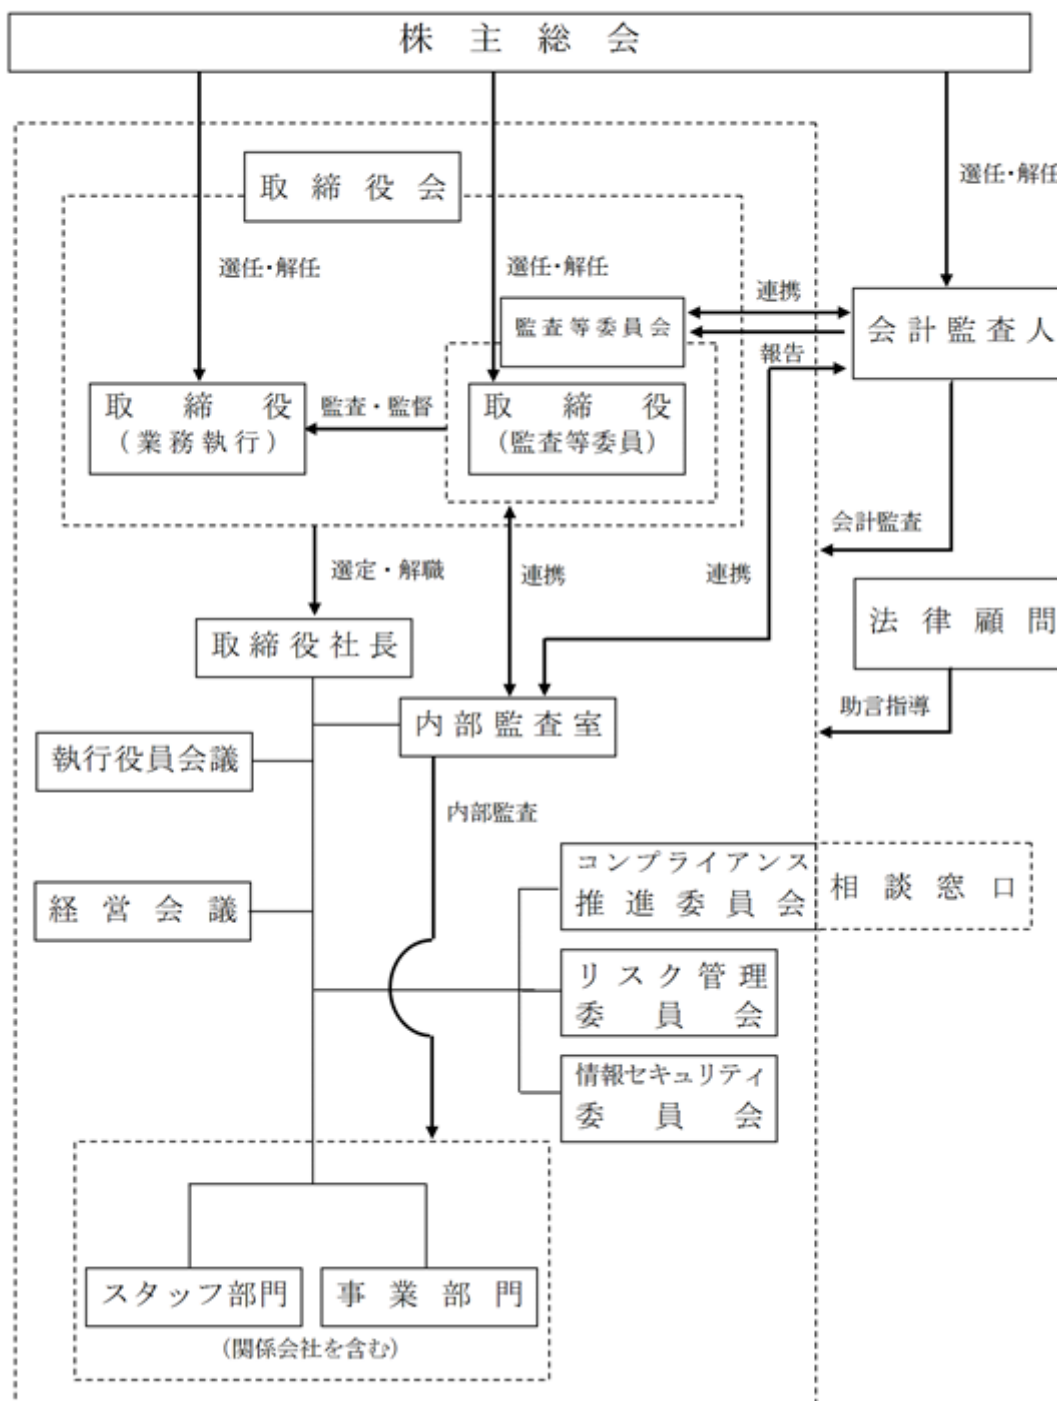 株主総会
取締役会
選任・解任
選任・解任
選任・解任
監査等委員会
連携
会計監査人
報告
取締役
(業務執行)
監査・監督
取締役
(監査等委員)
会計監査
選定・解職
連携
連携
法律顧問
取締役社長
助言指導
内部監査室
執行役員会議
内部監査
コンプライアンス
推進委員会
相談窓口
経営会議
リスク管理
委員会
情報セキュリティ
委員会
スタッフ部門
事業部門
(関係会社を含む)